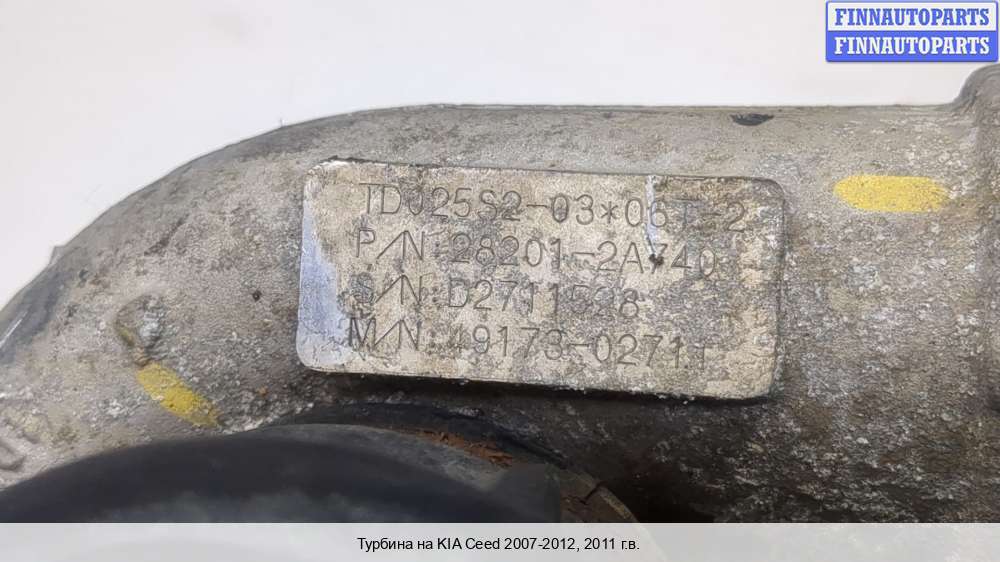 FINNAUTOPARTS
FINNAUTOPARTS
TD025S2-03*06T-2
P/N:28201-2A740
S/N:D2711528
M/N:49173-02711
Турбина на KIA Ceed 2007-2012, 2011 г.в.